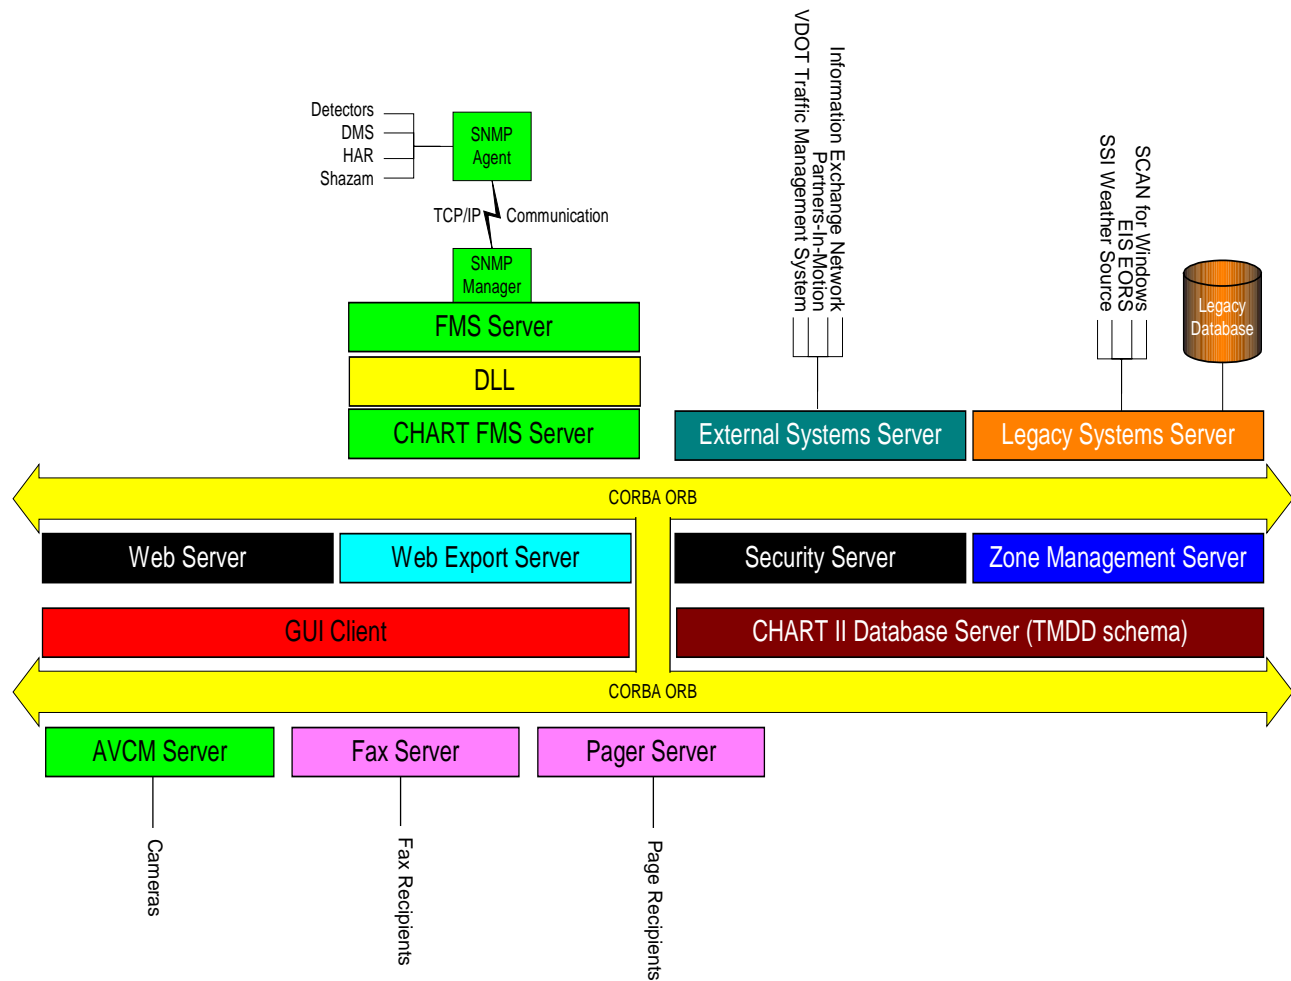 VDOT Traffic Management System
Partners-In-Motion
Information Exchange Network
Detectors
DMS
HAR
Shazam
SNMP
Agent
SSI Weather Source
EIS EORS
SCAN for Windows
TCP/IP
Communication
SNMP
Manager
Legacy
Database
FMS Server
DLL
CHART FMS Server
External Systems Server
Legacy Systems Server
CORBA ORB
Web Server
Web Export Server
Security Server
Zone Management Server
GUI Client
CHART II Database Server (TMDD schema)
CORBA ORB
AVCM Server
Fax Server
Pager Server
Cameras
Fax Recipients
Page Recipients